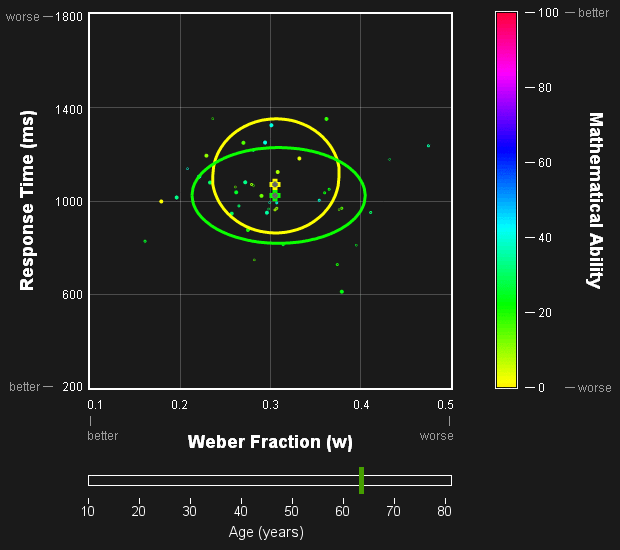 worse 1800
1400
1000
600
better 200
Response Time (ms)
0.1 0.2 0.3 0.4 0.5
better worse
Weber Fraction (w)
100 better
80
60
40
20
0 worse
Mathematical Ability
10 20 30 40 50 60 70 80
Age (years)